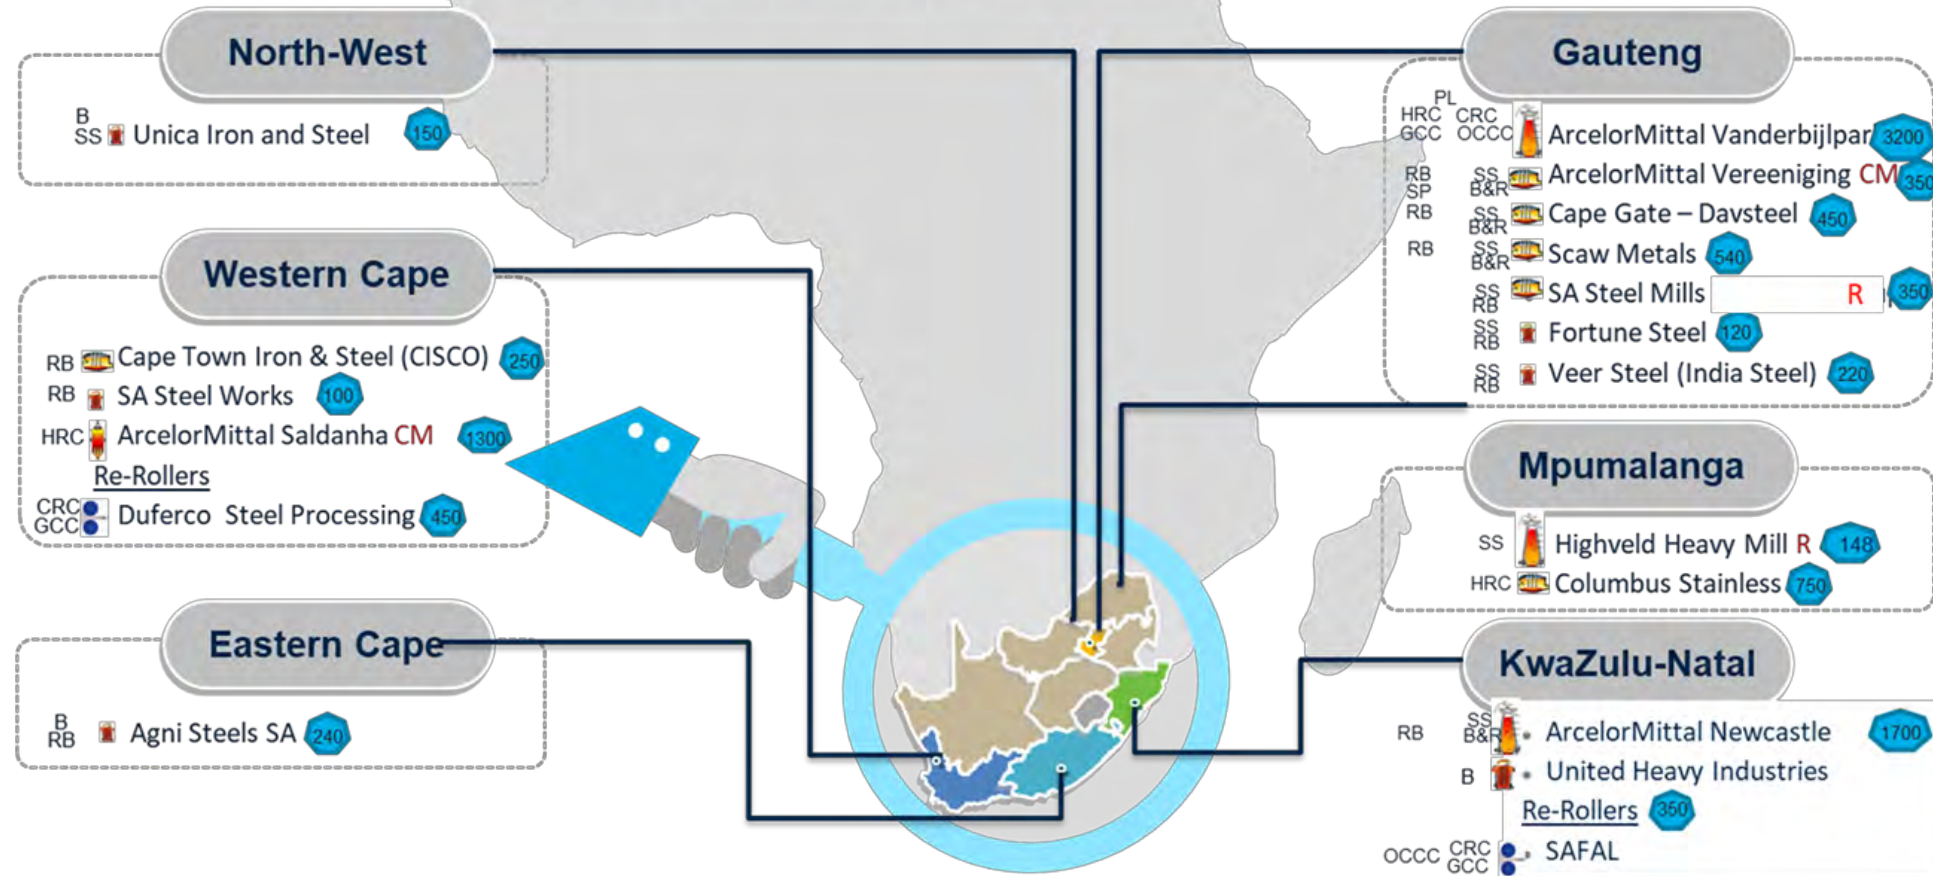 North-West
B
SS Unica Iron and Steel 150
Western Cape
RB Cape Town Iron & Steel (CISCO) 250
RB SA Steel Works 100
HRC ArcelorMittal Saldanha CM 1300
Re-Rollers
CRC
GCC Duferco Steel Processing 450
Eastern Cape
B
RB Agni Steels SA 240
Gauteng
PL
HRC CRC
GCC OCCC ArcelorMittal Vanderbijlpar 3200
RB SS
SP B&R ArcelorMittal Vereeniging CM 350
RB SS
B&R Cape Gate – Davsteel 450
RB SS
B&R Scaw Metals 540
SS
RB SA Steel Mills R 350
SS
RB Fortune Steel 120
SS
RB Veer Steel (India Steel) 220
Mpumalanga
SS Highveld Heavy Mill R 148
HRC Columbus Stainless 750
KwaZulu-Natal
RB SS
B&R • ArcelorMittal Newcastle 1700
B • United Heavy Industries
Re-Rollers 350
OCCC CRC
GCC • SAFAL